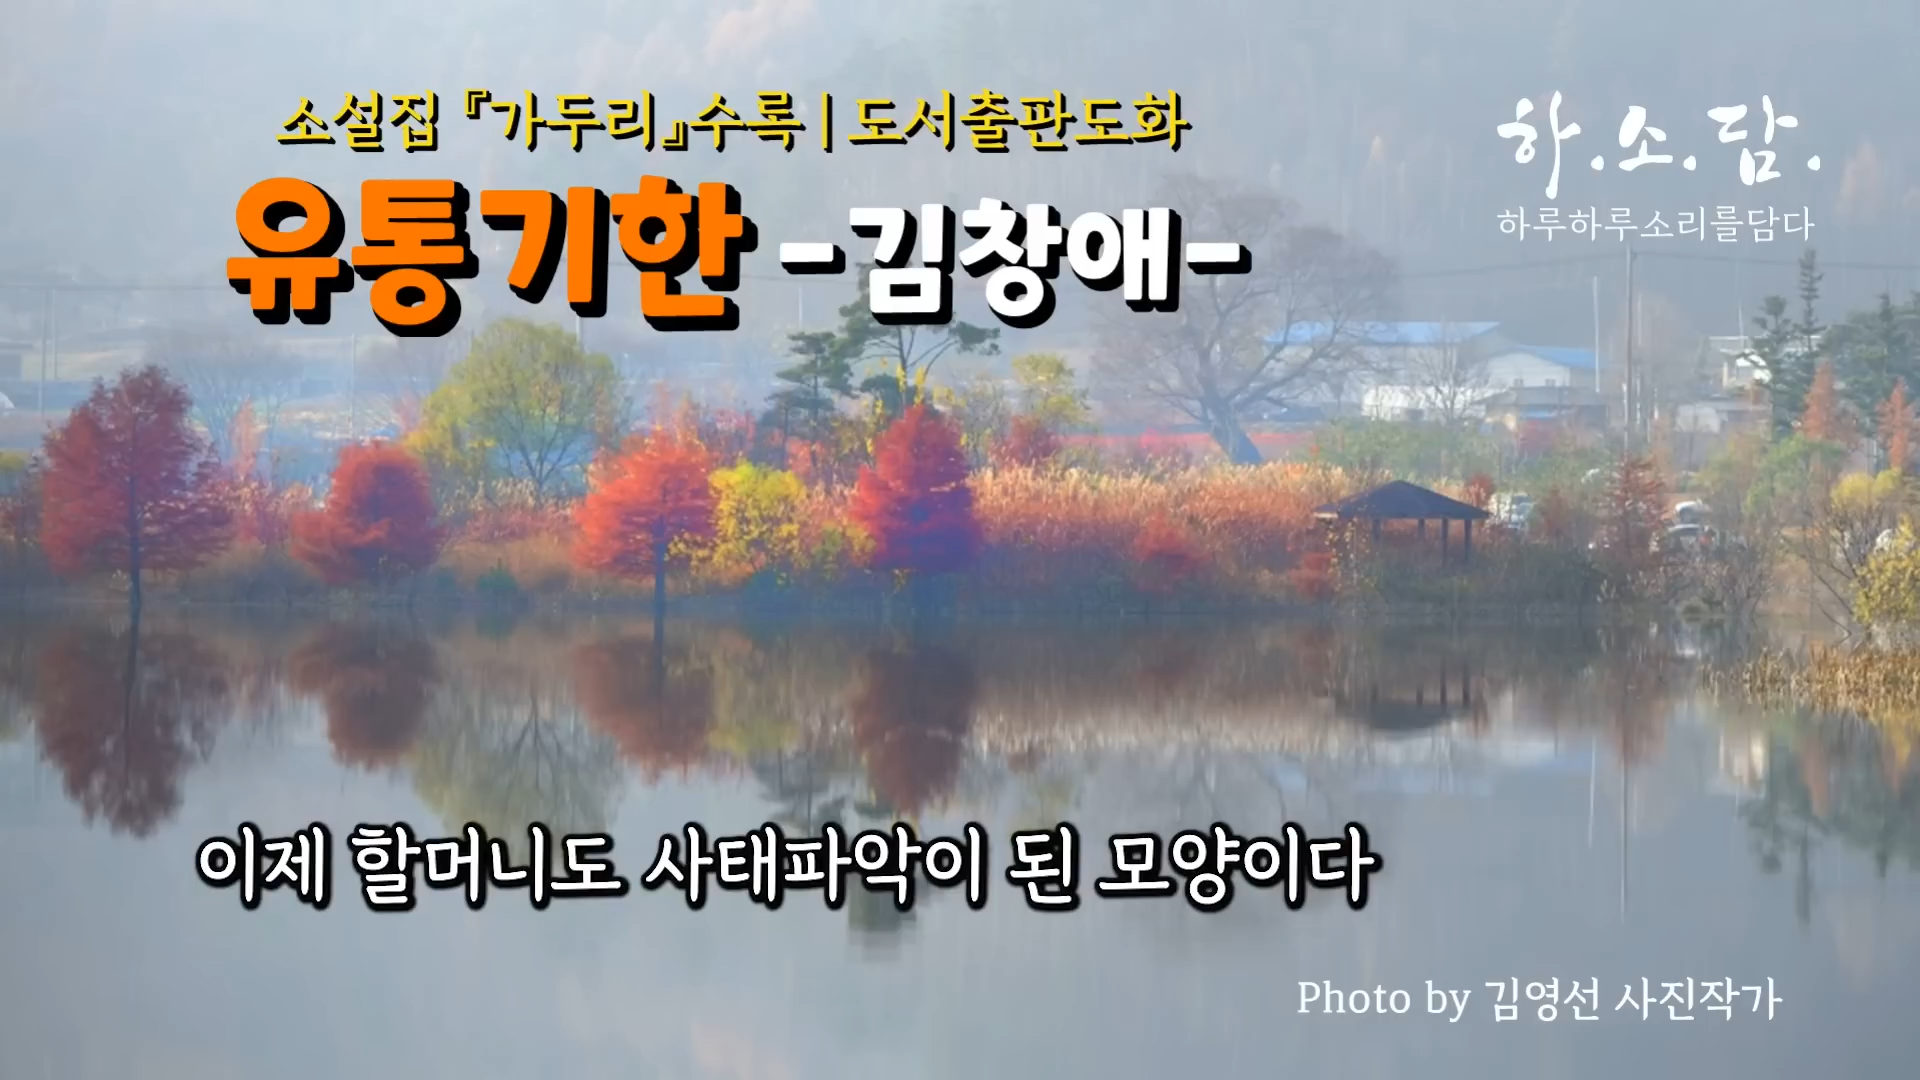 소설집 『가두리』수록 | 도서출판도화
유통기한 -김창애-
하.소.담.
하루하루소리를담다
이제 할머니도 사태파악이 된 모양이다
Photo by 김영선 사진작가